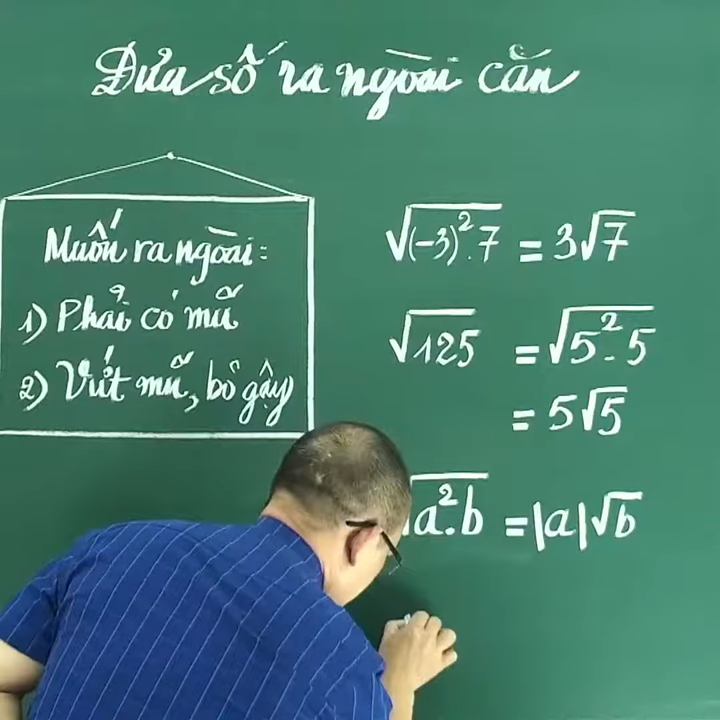 Đưa số ra ngoài căn
Muốn ra ngoài:
1) Phải có mũ
2) Vứt mũ, bỏ gậy
√(-3)².7 = 3√7
√125 = √5².5
= 5√5
√a².b = |a|√b